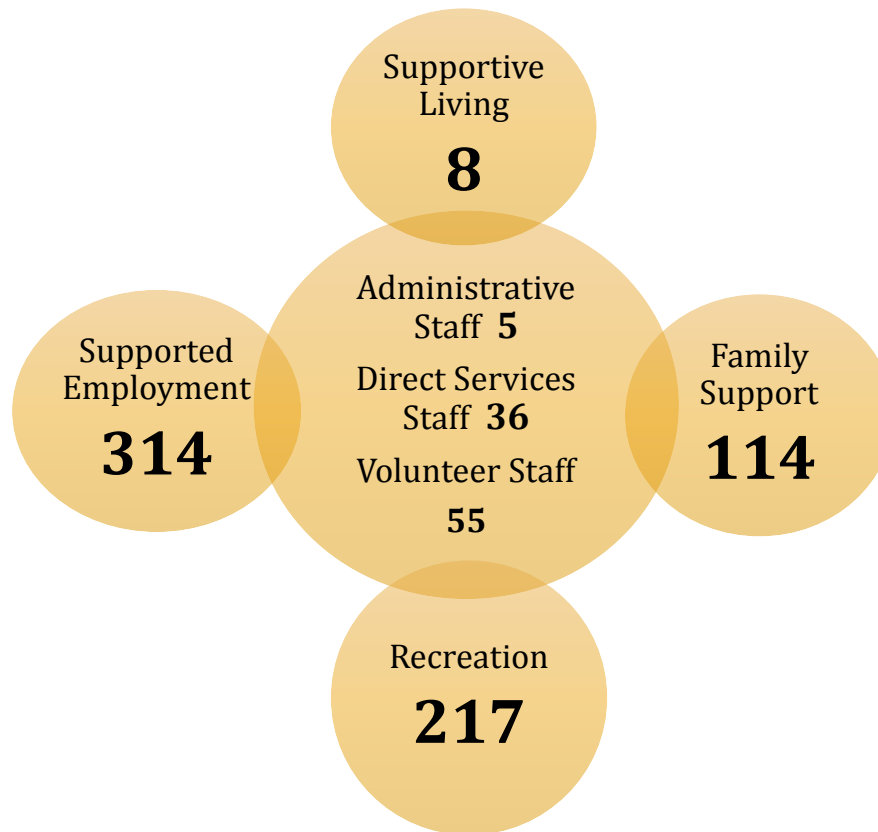 Supportive
Living
8
Administrative
Staff 5
Direct Services
Staff 36
Volunteer Staff
55
Supported
Employment
314
Family
Support
114
Recreation
217